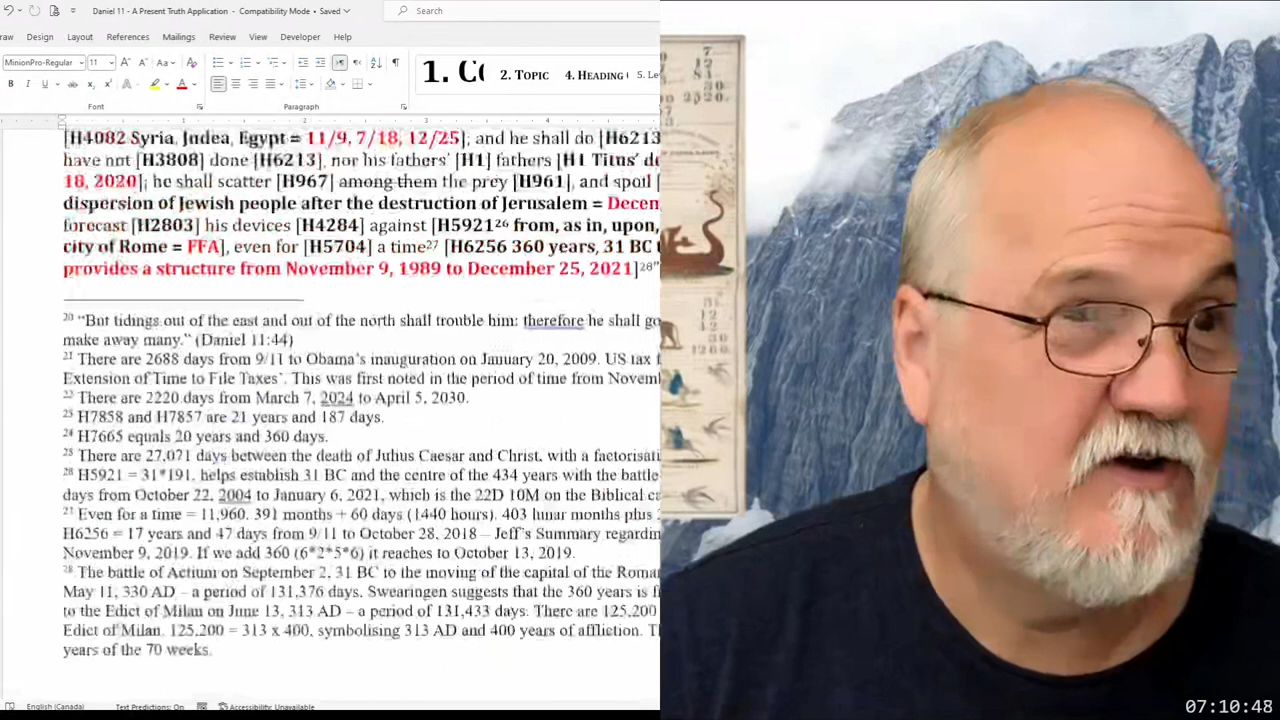 Daniel 11 - A Present Truth Application - Compatibility Mode • Saved
Search
raw Design Layout References Mailings Review View Developer Help
MinionPro-Regular 11
1. C 2. TOPIC 4. HEADING 5. Le
Font Paragraph
[H4082 Syria, Judea, Egypt = 11/9, 7/18, 12/25]; and he shall do [H6213
have not [H3808] done [H6213], nor his fathers' [H1] fathers [H1 Titus' de
18, 2020]; he shall scatter [H967] among them the prey [H961], and spoil [
dispersion of Jewish people after the destruction of Jerusalem = Decem
forecast [H2803] his devices [H4284] against [H5921²⁶ from, as in, upon,
city of Rome = FFA], even for [H5704] a time²⁷ [H6256 360 years, 31 BC t
provides a structure from November 9, 1989 to December 25, 2021]²⁸"
²⁰ "But tidings out of the east and out of the north shall trouble him: therefore he shall go
make away many." (Daniel 11:44)
²¹ There are 2688 days from 9/11 to Obama's inauguration on January 20, 2009. US tax f
Extension of Time to File Taxes'. This was first noted in the period of time from Novem
²² There are 2220 days from March 7, 2024 to April 5, 2030.
²³ H7858 and H7857 are 21 years and 187 days.
²⁴ H7665 equals 20 years and 360 days.
²⁵ There are 27,071 days between the death of Julius Caesar and Christ, with a factorisati
²⁶ H5921 = 31*191, helps establish 31 BC and the centre of the 434 years with the battle
days from October 22, 2004 to January 6, 2021, which is the 22D 10M on the Biblical ca
²⁷ Even for a time = 11,960. 391 months + 60 days (1440 hours). 403 lunar months plus
H6256 = 17 years and 47 days from 9/11 to October 28, 2018 – Jeff's Summary regardin
November 9, 2019. If we add 360 (6*2*5*6) it reaches to October 13, 2019.
²⁸ The battle of Actium on September 2, 31 BC to the moving of the capital of the Roma
May 11, 330 AD – a period of 131,376 days. Swearingen suggests that the 360 years is f
to the Edict of Milan on June 13, 313 AD – a period of 131,433 days. There are 125,200
Edict of Milan. 125,200 = 313 x 400, symbolising 313 AD and 400 years of affliction. T
years of the 70 weeks.
English (Canada) Text Predictions: On Accessibility: Unavailable
7
12
2520
31
12
42
1260
07:10:48